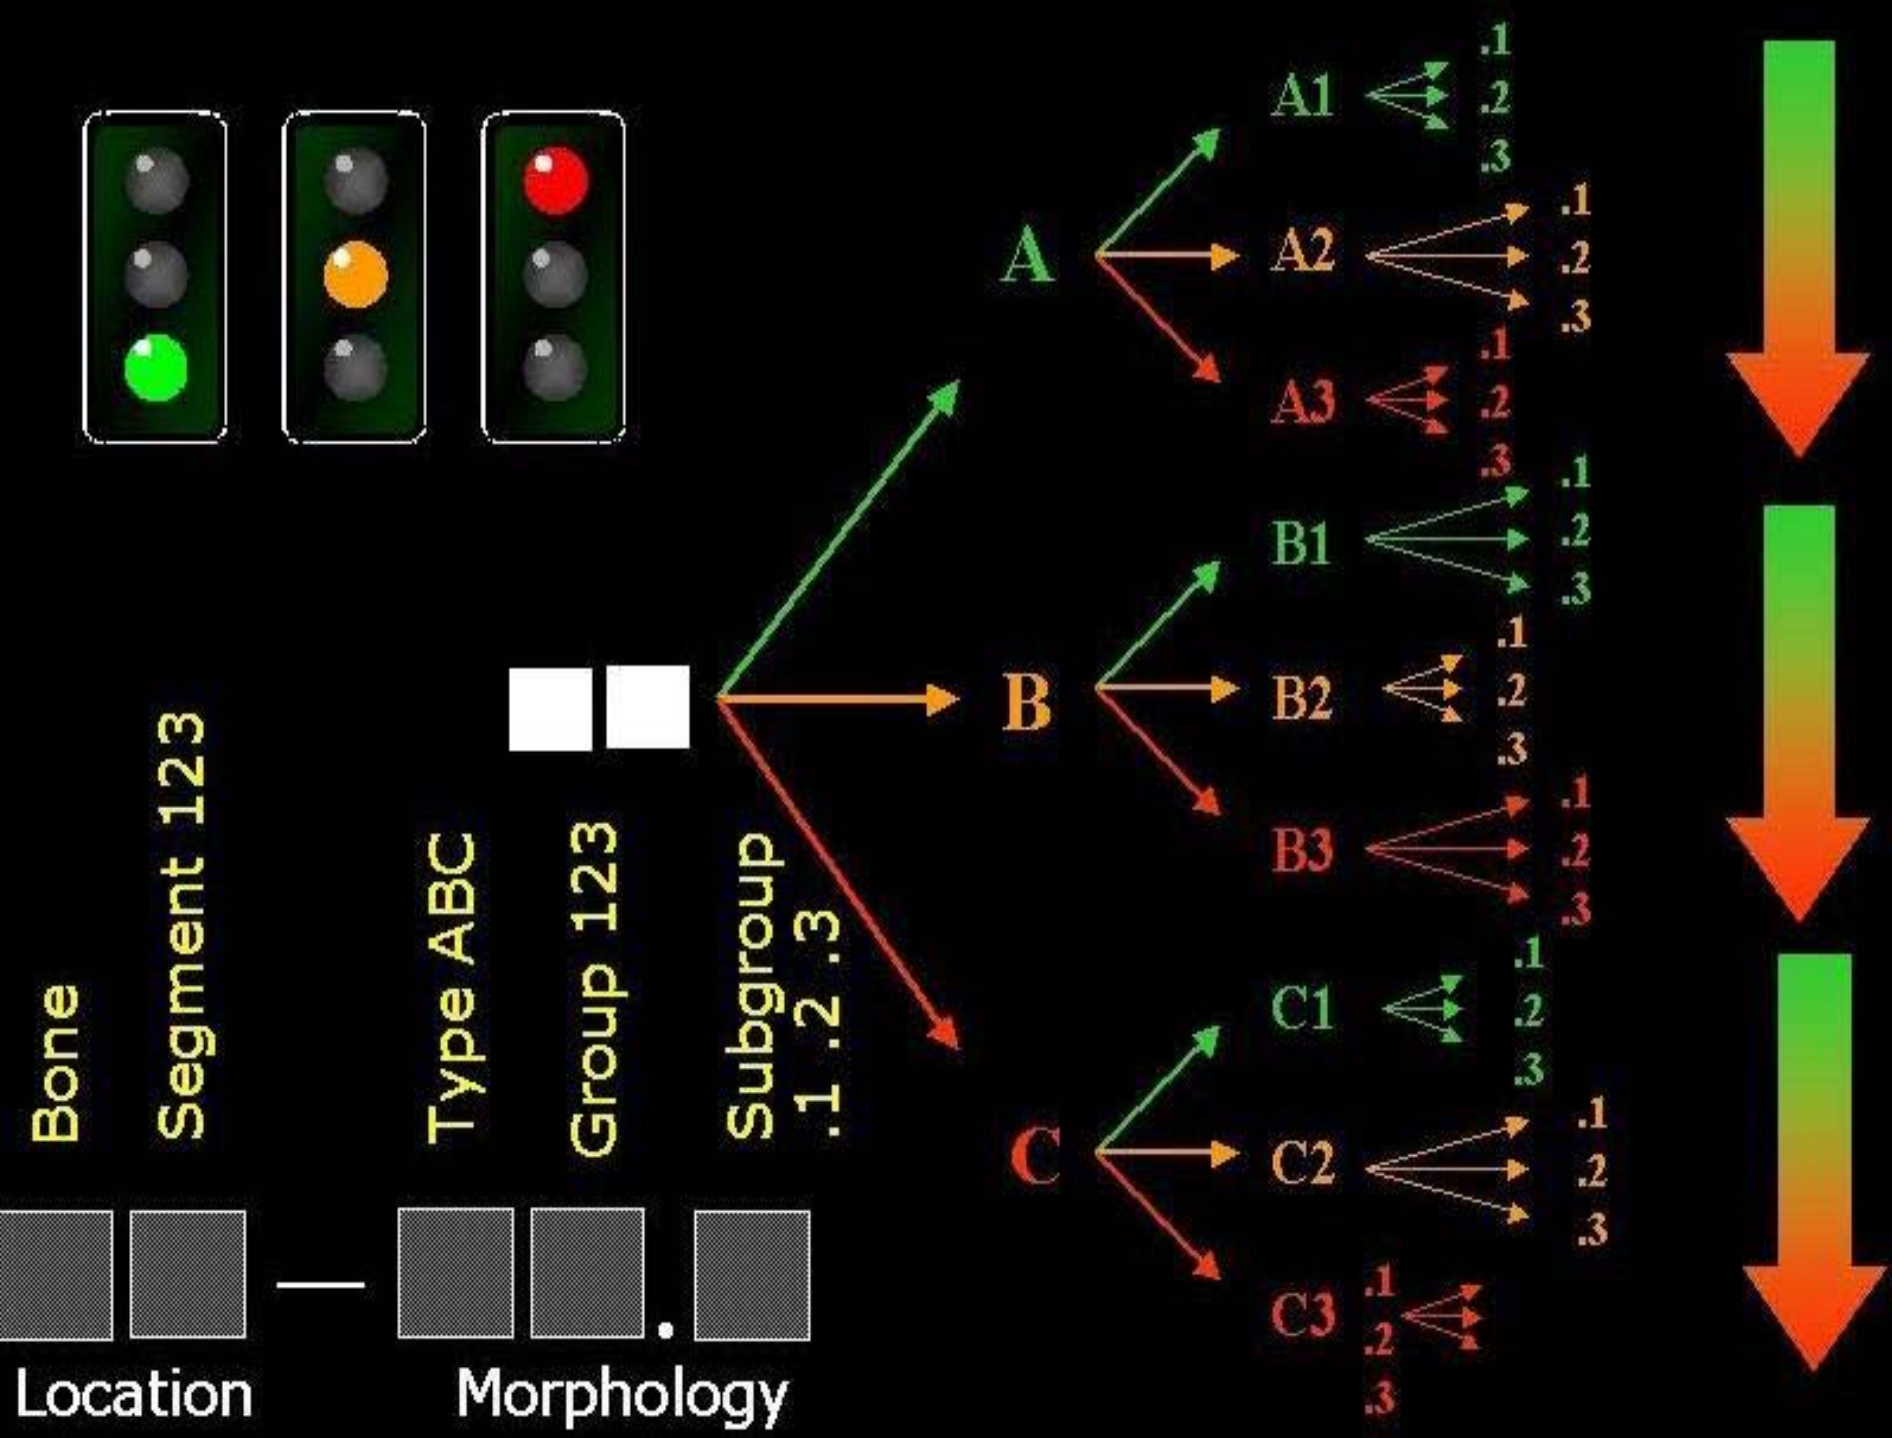 A
A1
.1
.2
.3
A2
.1
.2
.3
A3
.1
.2
.3
B
B1
.1
.2
.3
B2
.1
.2
.3
B3
.1
.2
.3
C
C1
.1
.2
.3
C2
.1
.2
.3
C3
.1
.2
.3
Bone
Segment 123
Type ABC
Group 123
Subgroup
.1 .2 .3
—
.
Location
Morphology